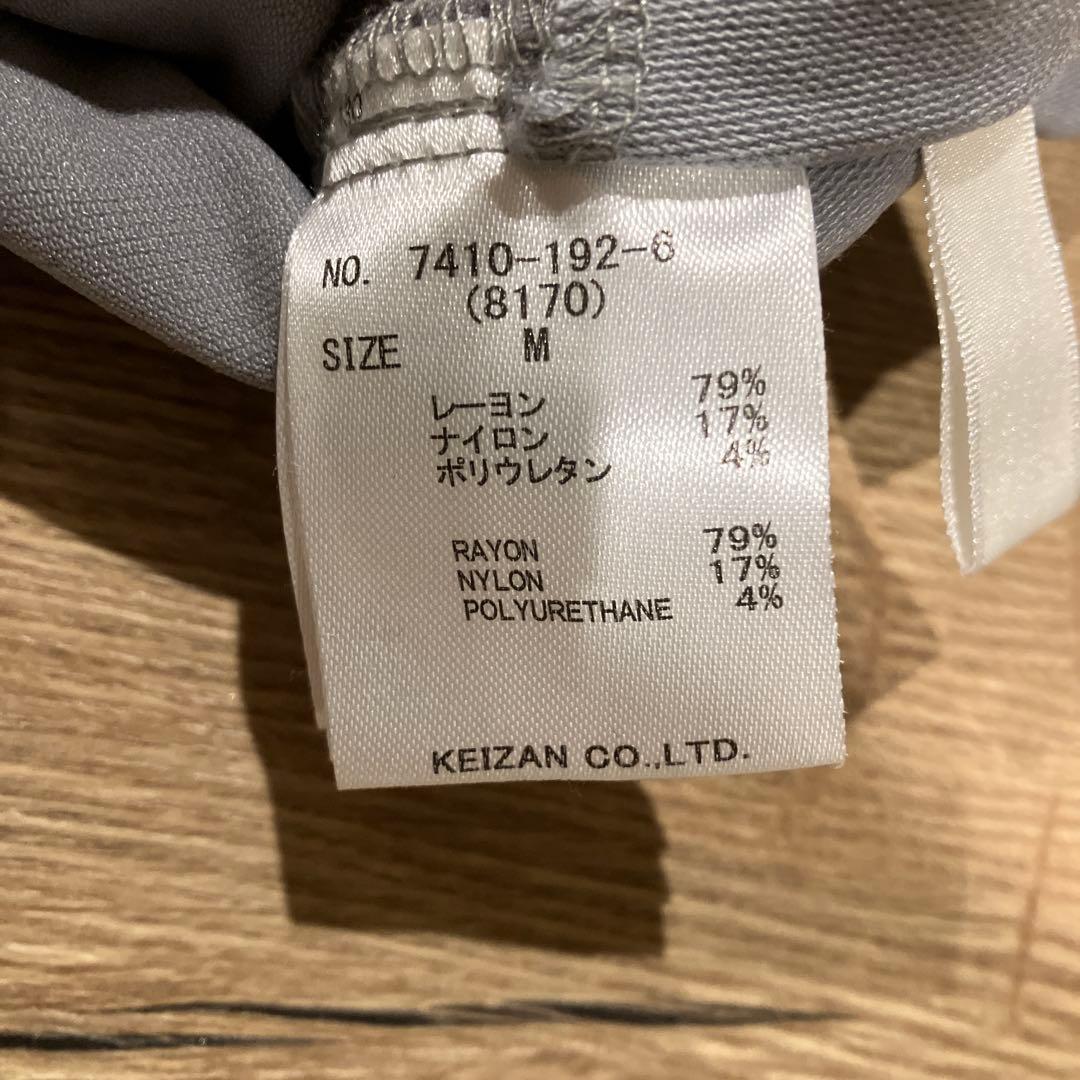 NO. 7410-192-6
(8170)
SIZE M
レーヨン 79%
ナイロン 17%
ポリウレタン 4%
RAYON 79%
NYLON 17%
POLYURETHANE 4%
KEIZAN CO.,LTD.